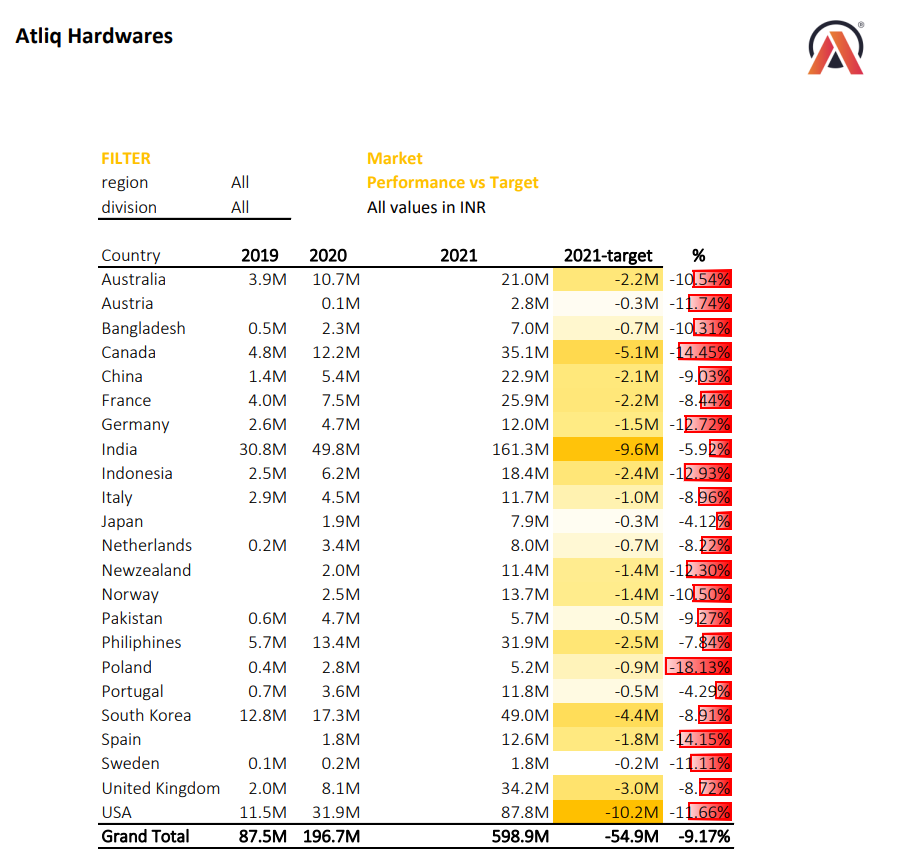 Atliq Hardwares
®
FILTER Market
region All Performance vs Target
division All All values in INR
Country 2019 2020 2021 2021-target %
Australia 3.9M 10.7M 21.0M -2.2M -10.54%
Austria 0.1M 2.8M -0.3M -11.74%
Bangladesh 0.5M 2.3M 7.0M -0.7M -10.31%
Canada 4.8M 12.2M 35.1M -5.1M -14.45%
China 1.4M 5.4M 22.9M -2.1M -9.03%
France 4.0M 7.5M 25.9M -2.2M -8.44%
Germany 2.6M 4.7M 12.0M -1.5M -12.72%
India 30.8M 49.8M 161.3M -9.6M -5.92%
Indonesia 2.5M 6.2M 18.4M -2.4M -12.93%
Italy 2.9M 4.5M 11.7M -1.0M -8.96%
Japan 1.9M 7.9M -0.3M -4.12%
Netherlands 0.2M 3.4M 8.0M -0.7M -8.22%
Newzealand 2.0M 11.4M -1.4M -12.30%
Norway 2.5M 13.7M -1.4M -10.50%
Pakistan 0.6M 4.7M 5.7M -0.5M -9.27%
Philiphines 5.7M 13.4M 31.9M -2.5M -7.84%
Poland 0.4M 2.8M 5.2M -0.9M -18.13%
Portugal 0.7M 3.6M 11.8M -0.5M -4.29%
South Korea 12.8M 17.3M 49.0M -4.4M -8.91%
Spain 1.8M 12.6M -1.8M -14.15%
Sweden 0.1M 0.2M 1.8M -0.2M -11.11%
United Kingdom 2.0M 8.1M 34.2M -3.0M -8.72%
USA 11.5M 31.9M 87.8M -10.2M -11.66%
Grand Total 87.5M 196.7M 598.9M -54.9M -9.17%